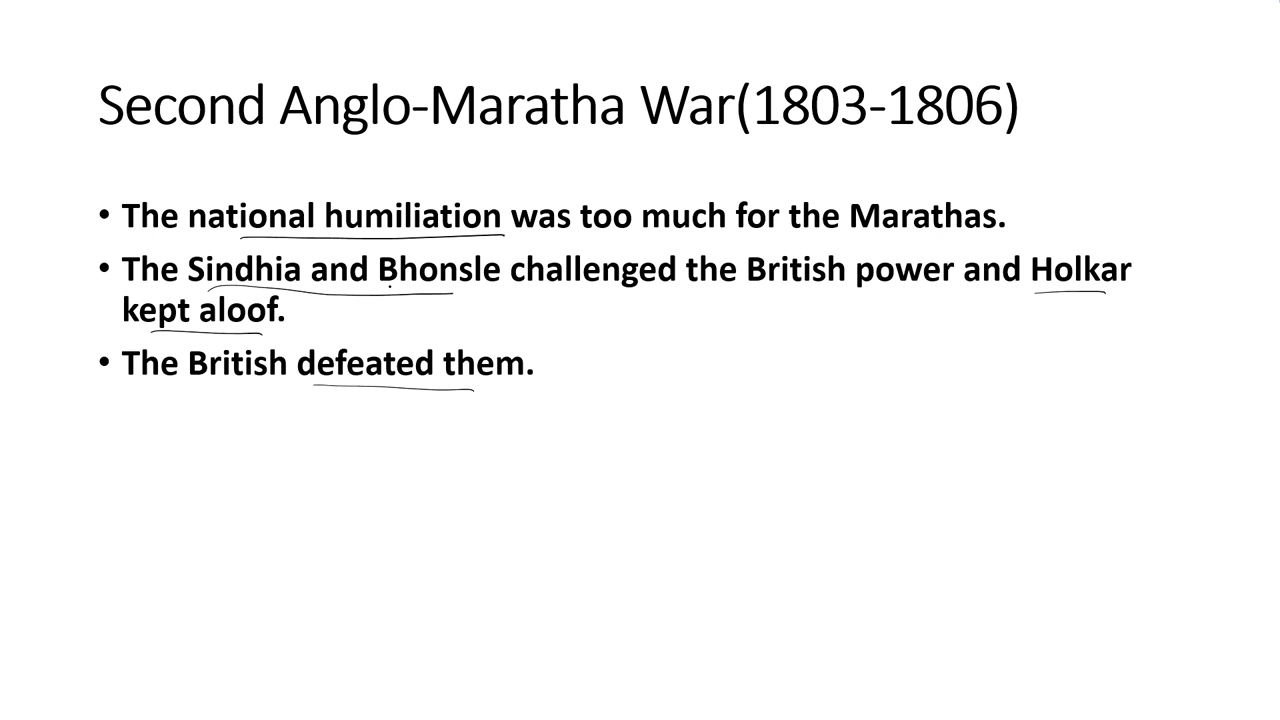 Second Anglo-Maratha War(1803-1806)
• The national humiliation was too much for the Marathas.
• The Sindhia and Bhonsle challenged the British power and Holkar
kept aloof.
• The British defeated them.